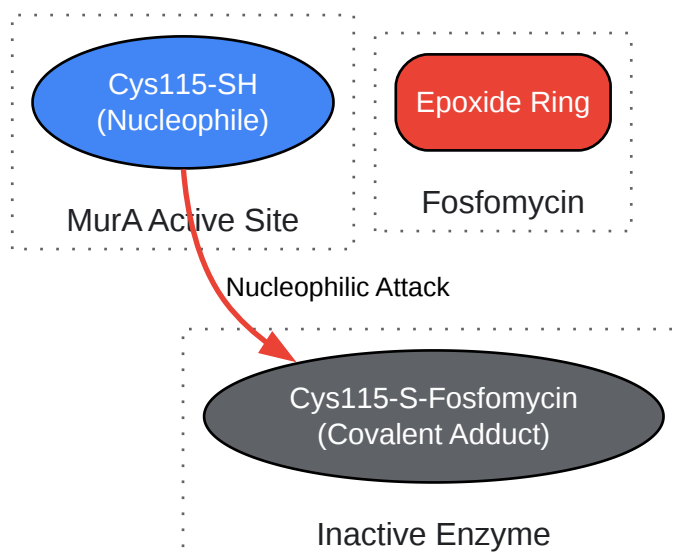 Cys115-SH
(Nucleophile)
MurA Active Site
Epoxide Ring
Fosfomycin
Nucleophilic Attack
Cys115-S-Fosfomycin
(Covalent Adduct)
Inactive Enzyme